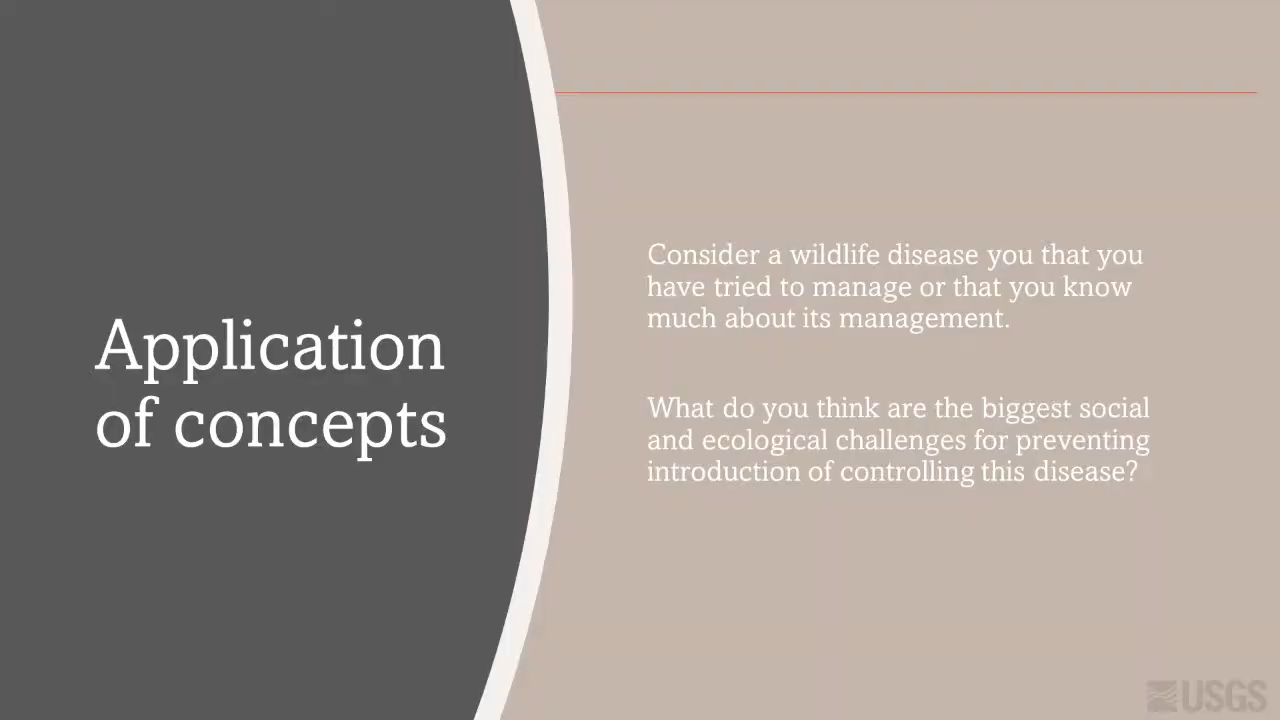 Application
of concepts
Consider a wildlife disease you that you
have tried to manage or that you know
much about its management.
What do you think are the biggest social
and ecological challenges for preventing
introduction of controlling this disease?
USGS